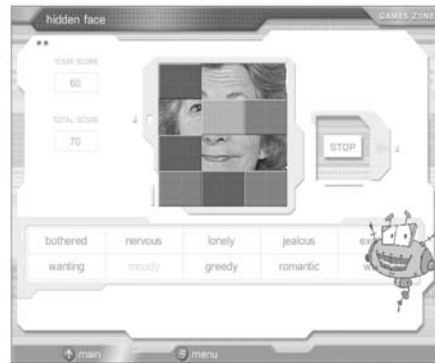 hidden face
GAMES ZONE
YOUR SCORE
60
TOTAL SCORE
70
STOP
bothered nervous lonely jealous
wanting moody greedy romantic
main
menu